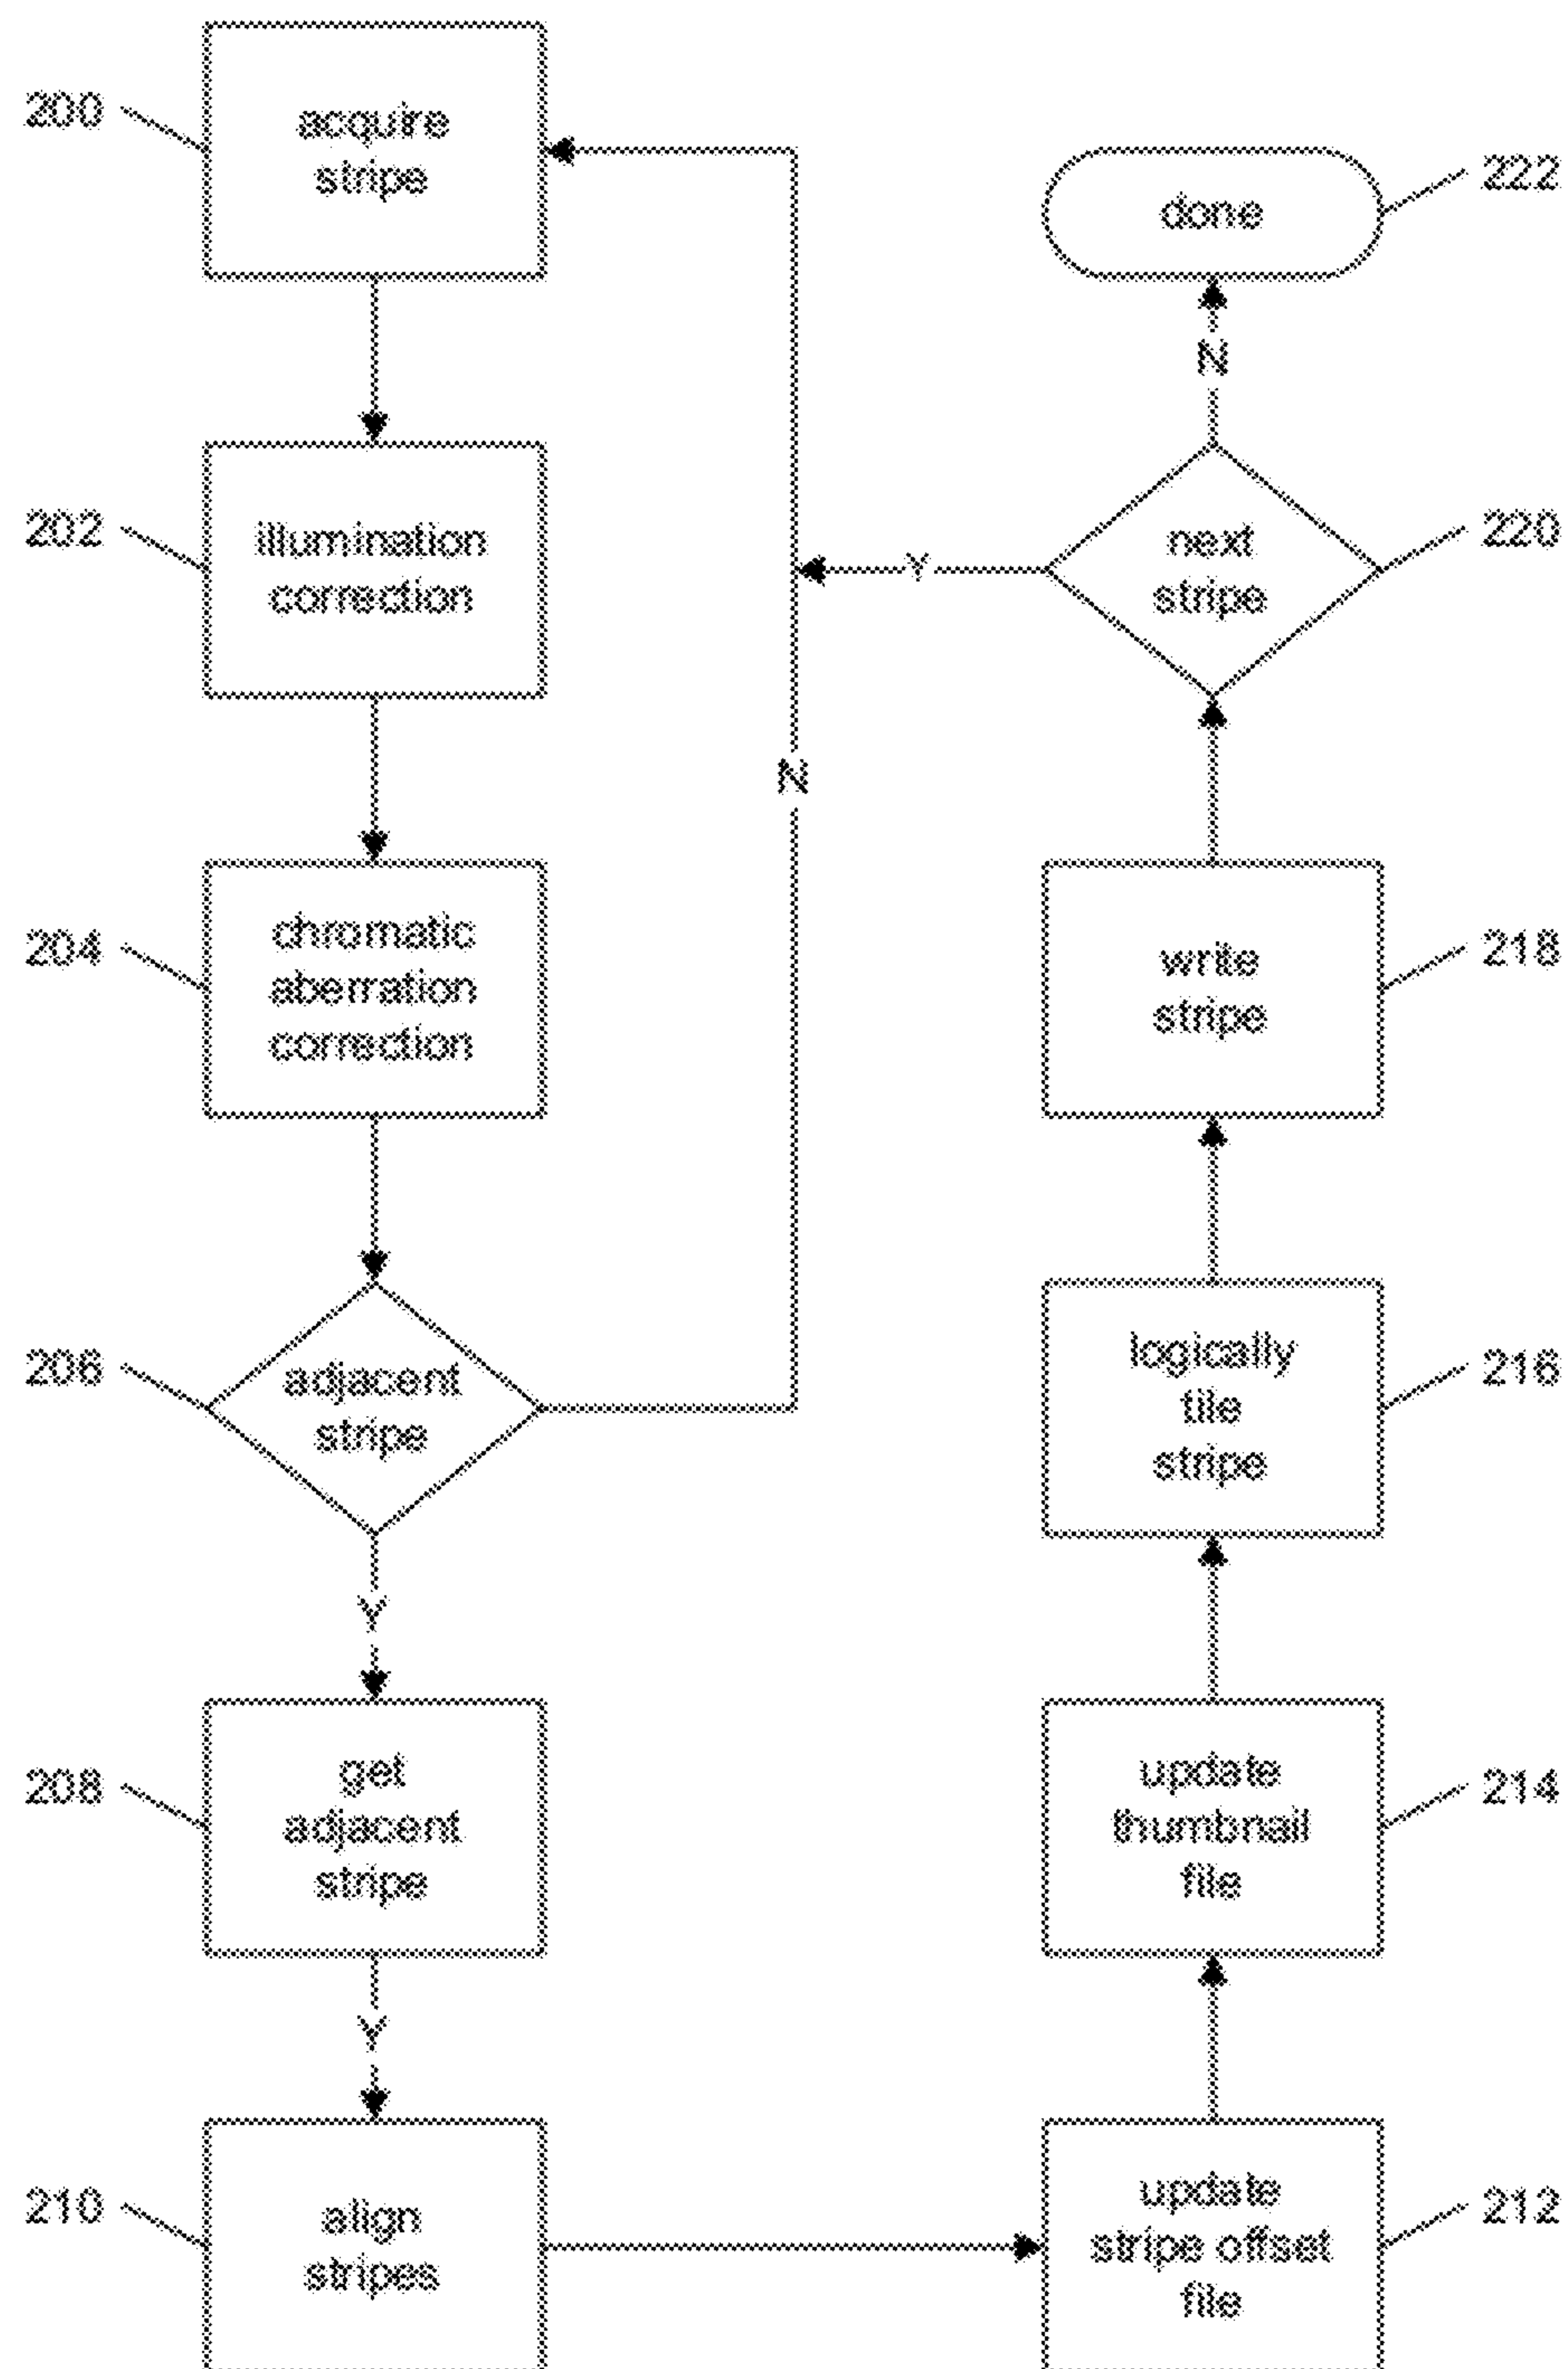 200
acquire
stripe
202
illumination
correction
204
chromatic
aberration
correction
206
adjacent
stripe
N
Y
208
get
adjacent
stripe
Y
210
align
stripes
done
222
N
next
stripe
220
Y
write
stripe
218
logically
tile
stripe
216
update
thumbnail
file
214
update
stripe offset
file
212